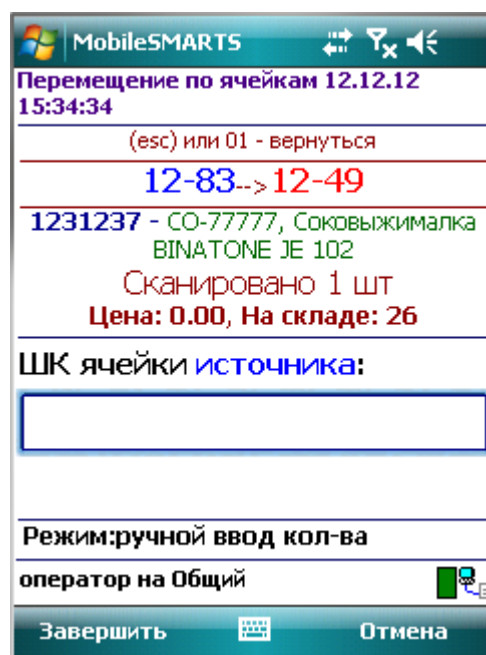 MobileSMARTS
Перемещение по ячейкам 12.12.12
15:34:34
(esc) или 01 - вернуться
12-83-->12-49
1231237 - СО-77777, Соковыжималка
BINATONE JE 102
Сканировано 1 шт
Цена: 0.00, На складе: 26
ШК ячейки источника:
Режим:ручной ввод кол-ва
оператор на Общий
Завершить Отмена